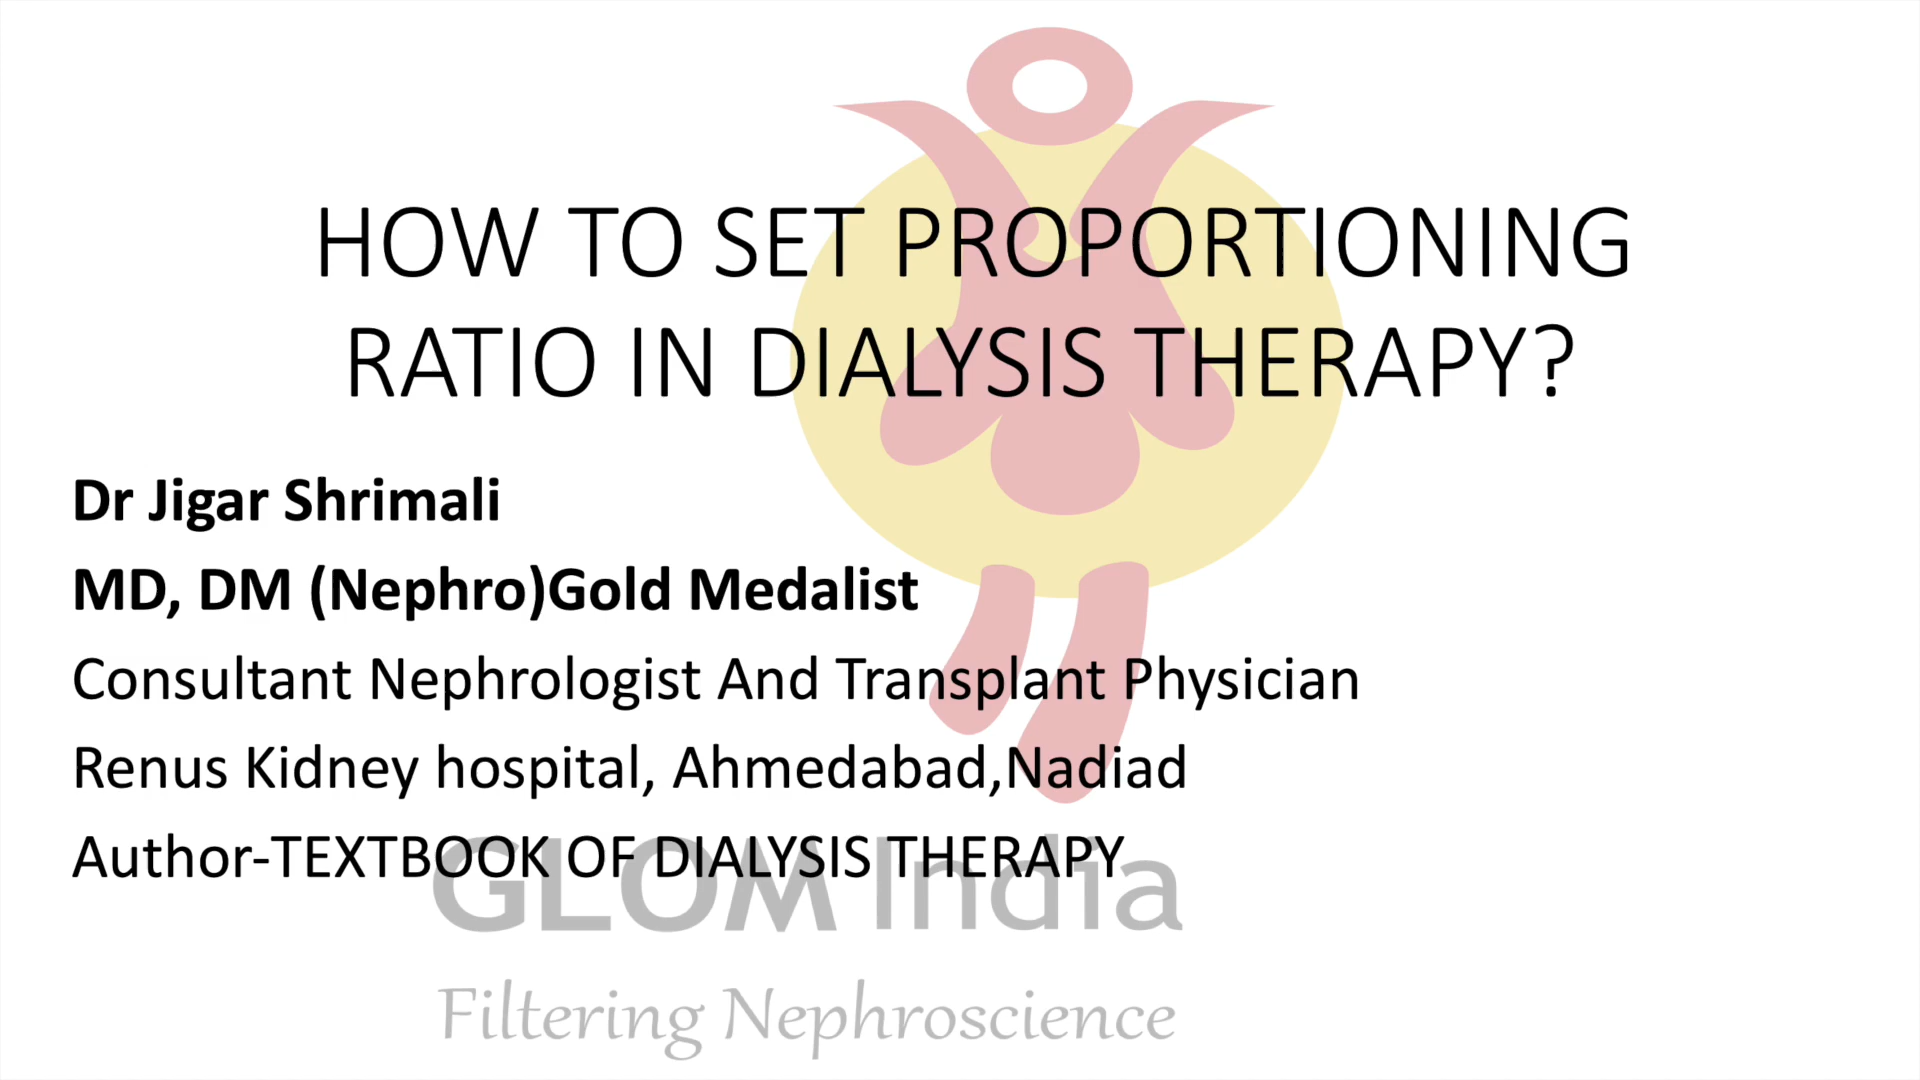 HOW TO SET PROPORTIONING
RATIO IN DIALYSIS THERAPY?
Dr Jigar Shrimali
MD, DM (Nephro)Gold Medalist
Consultant Nephrologist And Transplant Physician
Renus Kidney hospital, Ahmedabad,Nadiad
Author-TEXTBOOK OF DIALYSIS THERAPY
GLOM India
Filtering Nephroscience